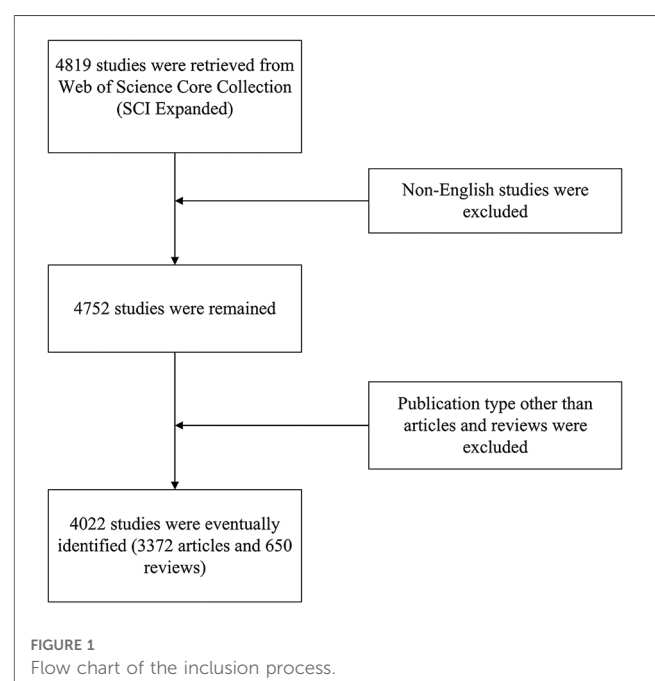 4819 studies were retrieved from
Web of Science Core Collection
(SCI Expanded)
Non-English studies were
excluded
4752 studies were remained
Publication type other than
articles and reviews were
excluded
4022 studies were eventually
identified (3372 articles and 650
reviews)
FIGURE 1
Flow chart of the inclusion process.